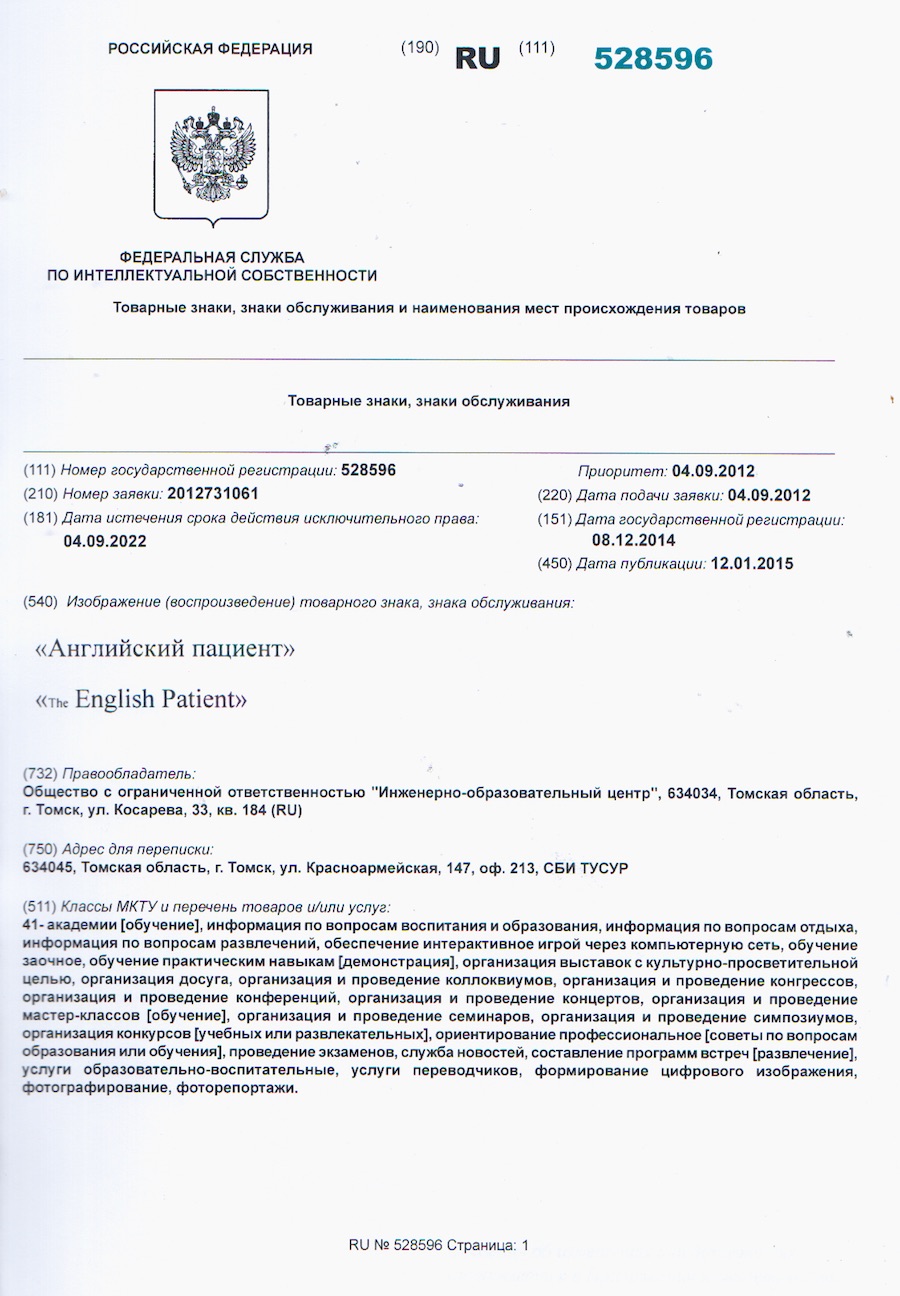 РОССИЙСКАЯ ФЕДЕРАЦИЯ
(190) RU (111) 528596
ФЕДЕРАЛЬНАЯ СЛУЖБА
ПО ИНТЕЛЛЕКТУАЛЬНОЙ СОБСТВЕННОСТИ
Товарные знаки, знаки обслуживания и наименования мест происхождения товаров
Товарные знаки, знаки обслуживания
(111) Номер государственной регистрации: 528596
(210) Номер заявки: 2012731061
(181) Дата истечения срока действия исключительного права:
04.09.2022
Приоритет: 04.09.2012
(220) Дата подачи заявки: 04.09.2012
(151) Дата государственной регистрации:
08.12.2014
(450) Дата публикации: 12.01.2015
(540) Изображение (воспроизведение) товарного знака, знака обслуживания:
«Английский пациент»
«The English Patient»
(732) Правообладатель:
Общество с ограниченной ответственностью "Инженерно-образовательный центр", 634034, Томская область,
г. Томск, ул. Косарева, 33, кв. 184 (RU)
(750) Адрес для переписки:
634045, Томская область, г. Томск, ул. Красноармейская, 147, оф. 213, СБИ ТУСУР
(511) Классы МКТУ и перечень товаров и/или услуг:
41- академии [обучение], информация по вопросам воспитания и образования, информация по вопросам отдыха,
информация по вопросам развлечений, обеспечение интерактивное игрой через компьютерную сеть, обучение
заочное, обучение практическим навыкам [демонстрация], организация выставок с культурно-просветительной
целью, организация досуга, организация и проведение коллоквиумов, организация и проведение конгрессов,
организация и проведение конференций, организация и проведение концертов, организация и проведение
мастер-классов [обучение], организация и проведение семинаров, организация и проведение симпозиумов,
организация конкурсов [учебных или развлекательных], ориентирование профессиональное [советы по вопросам
образования или обучения], проведение экзаменов, служба новостей, составление программ встреч [развлечение],
услуги образовательно-воспитательные, услуги переводчиков, формирование цифрового изображения,
фотографирование, фоторепортажи.
RU № 528596 Страница: 1